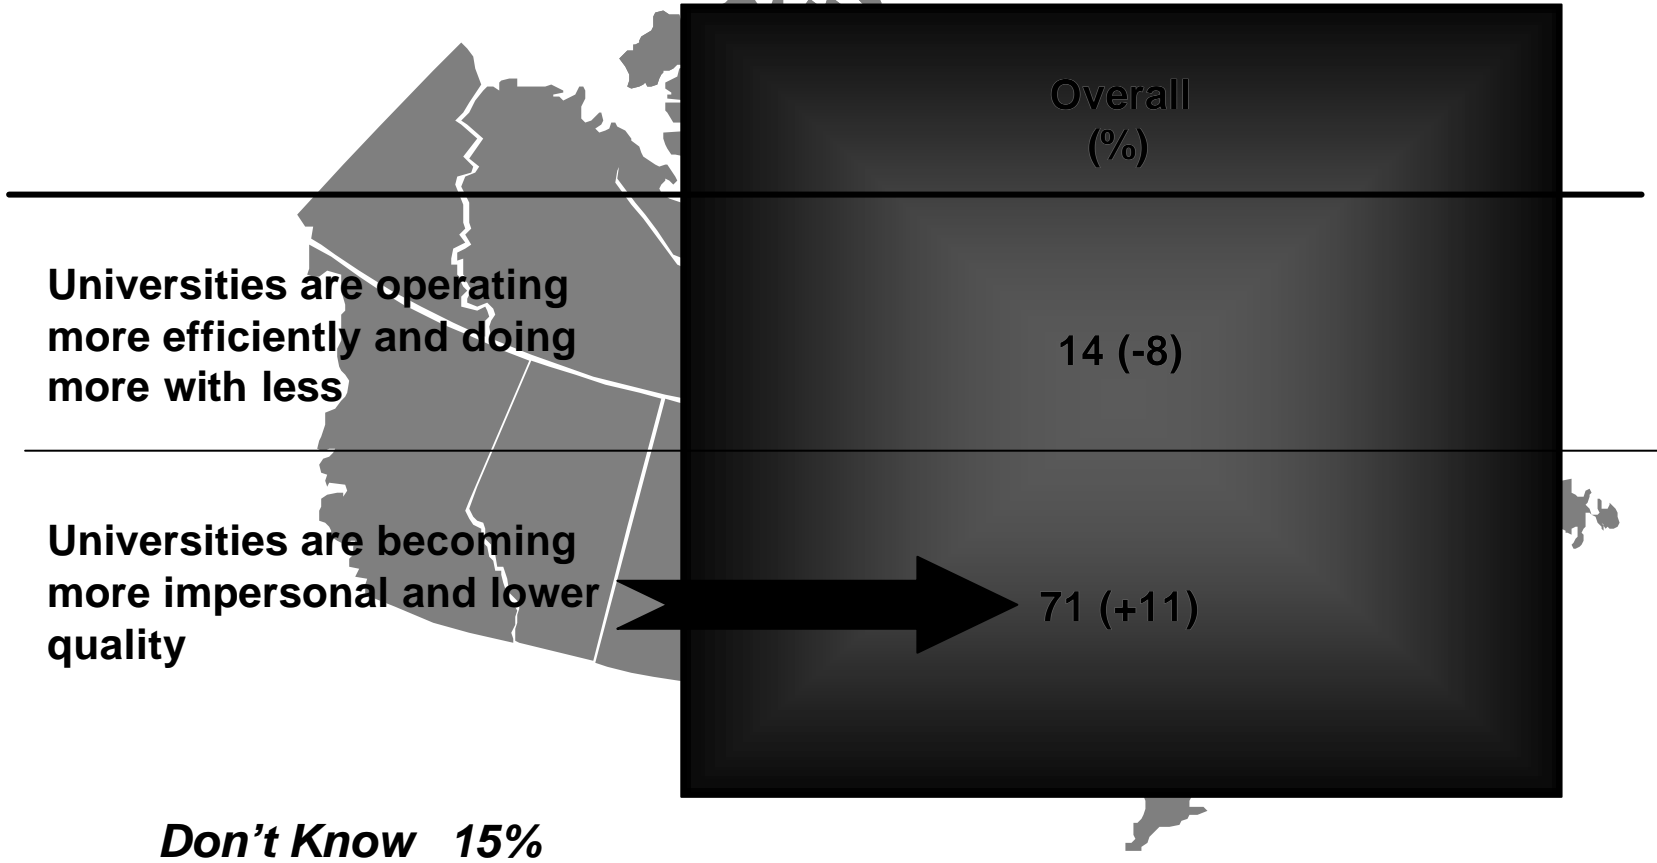 Overall
(%)
Universities are operating
more efficiently and doing
more with less
14 (-8)
Universities are becoming
more impersonal and lower
quality
71 (+11)
Don’t Know 15%